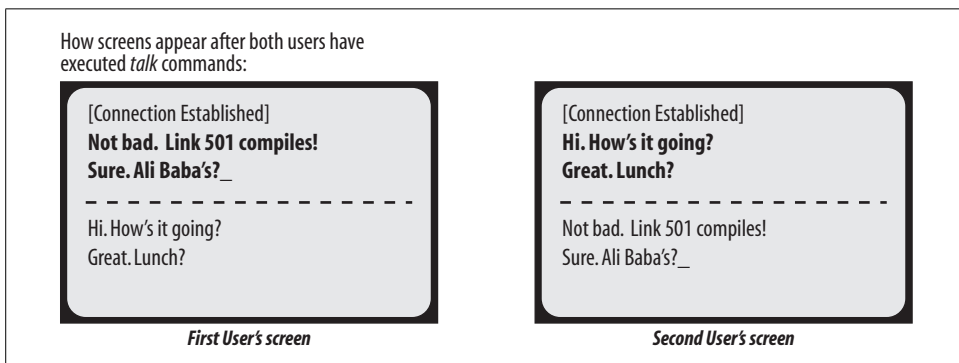 How screens appear after both users have
executed talk commands:
[Connection Established]
Not bad. Link 501 compiles!
Sure. Ali Baba's?_
Hi. How's it going?
Great. Lunch?
First User's screen
[Connection Established]
Hi. How's it going?
Great. Lunch?
Not bad. Link 501 compiles!
Sure. Ali Baba's?_
Second User's screen